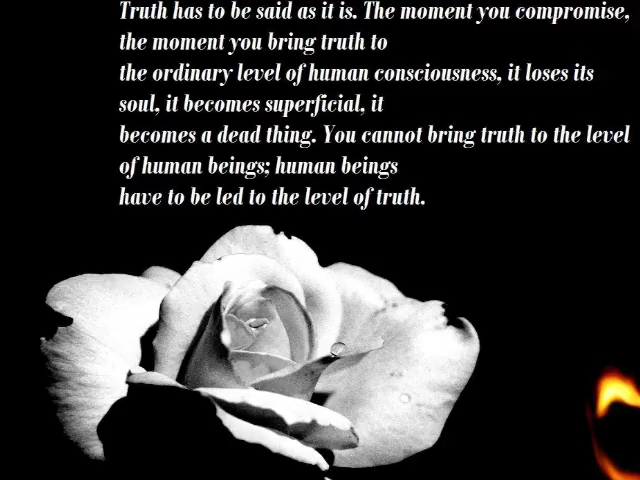 Truth has to be said as it is. The moment you compromise,
the moment you bring truth to
the ordinary level of human consciousness, it loses its
soul, it becomes superficial, it
becomes a dead thing. You cannot bring truth to the level
of human beings; human beings
have to be led to the level of truth.